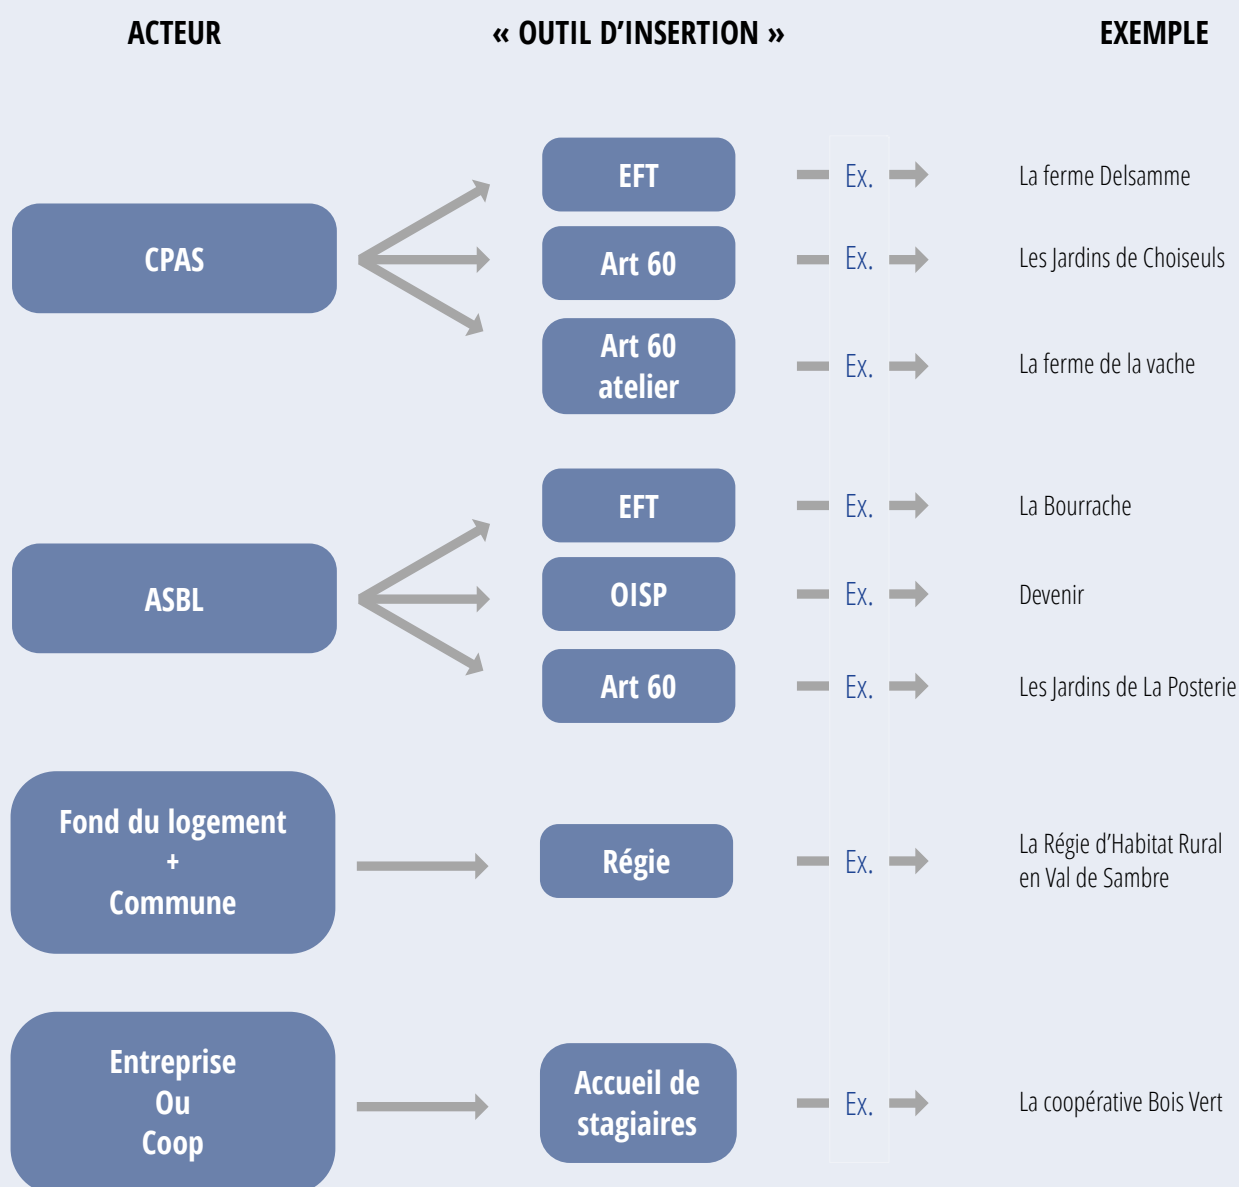 ACTEUR
« OUTIL D'INSERTION »
EXEMPLE
CPAS
EFT
Ex.
La ferme Delsamme
Art 60
Ex.
Les Jardins de Choiseuls
Art 60
atelier
Ex.
La ferme de la vache
ASBL
EFT
Ex.
La Bourrache
OISP
Ex.
Devenir
Art 60
Ex.
Les Jardins de La Posterie
Fond du logement
+
Commune
Régie
Ex.
La Régie d'Habitat Rural
en Val de Sambre
Entreprise
Ou
Coop
Accueil de
stagiaires
Ex.
La coopérative Bois Vert